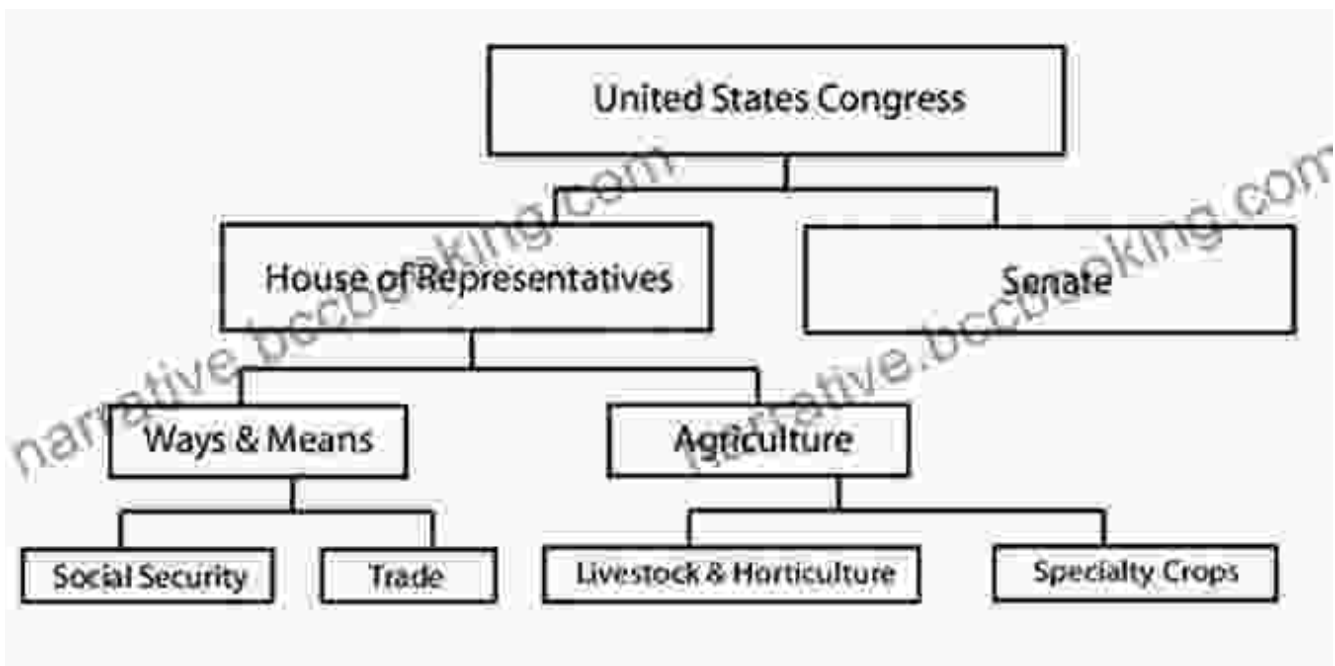 United States Congress
House of Representatives
Senate
Ways & Means
Agriculture
Social Security
Trade
Livestock & Horticulture
Specialty Crops
narrative.bccbooking.com
narrative.bccbooking.com